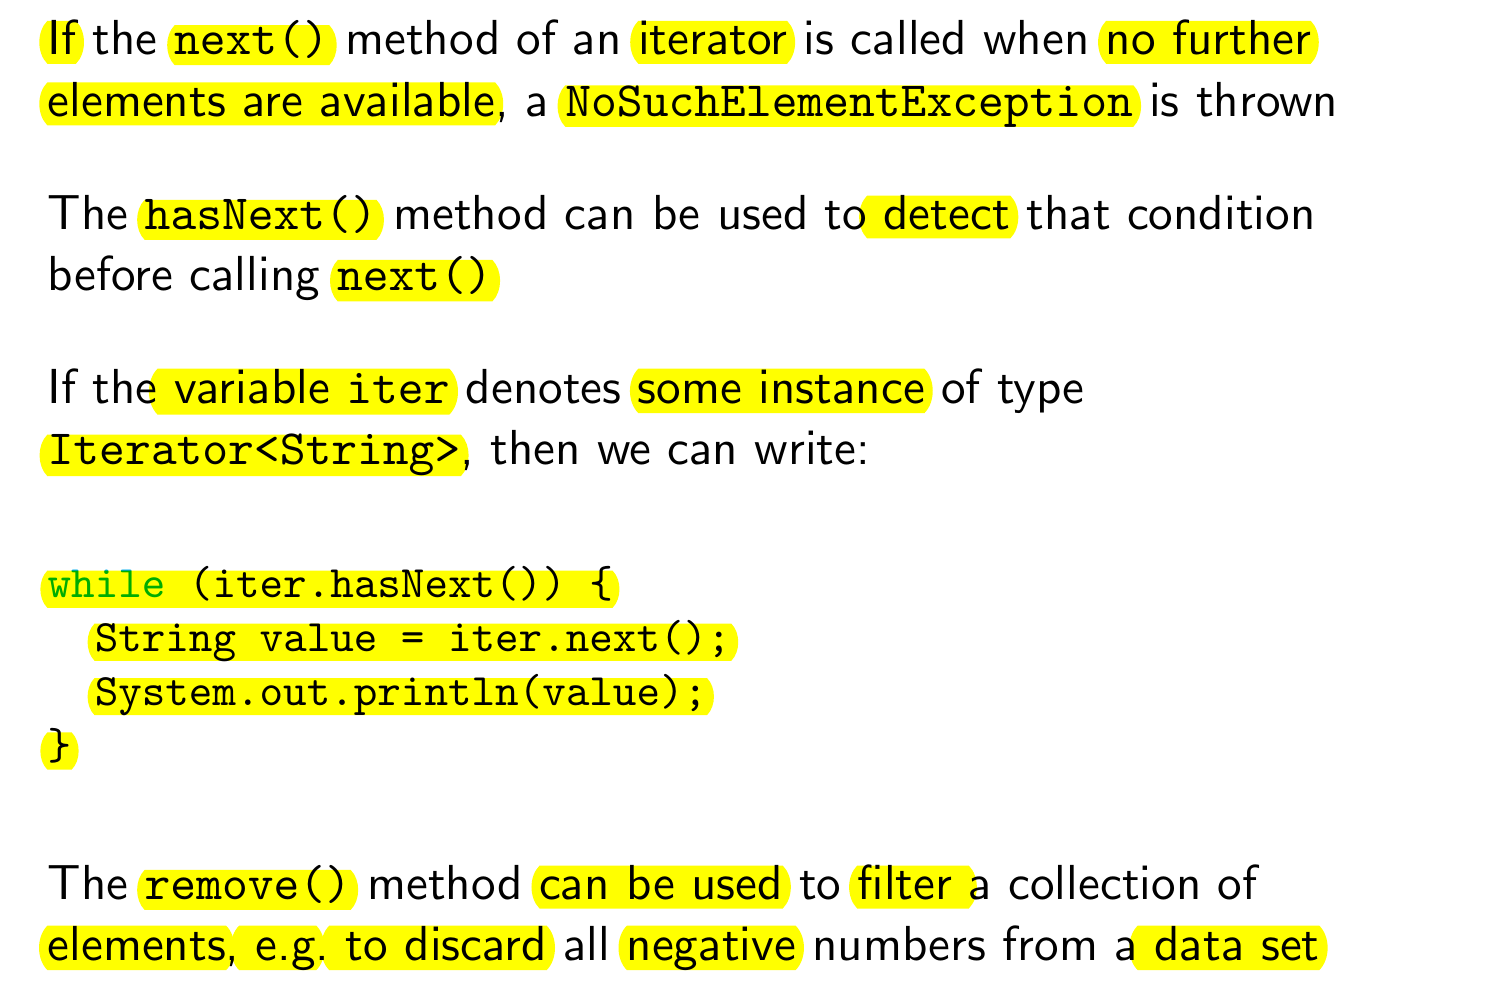 If the next() method of an iterator is called when no further
elements are available, a NoSuchElementException is thrown
The hasNext() method can be used to detect that condition
before calling next()
If the variable iter denotes some instance of type
Iterator<String>, then we can write:
while (iter.hasNext()) {
  String value = iter.next();
  System.out.println(value);
}
The remove() method can be used to filter a collection of
elements, e.g. to discard all negative numbers from a data set